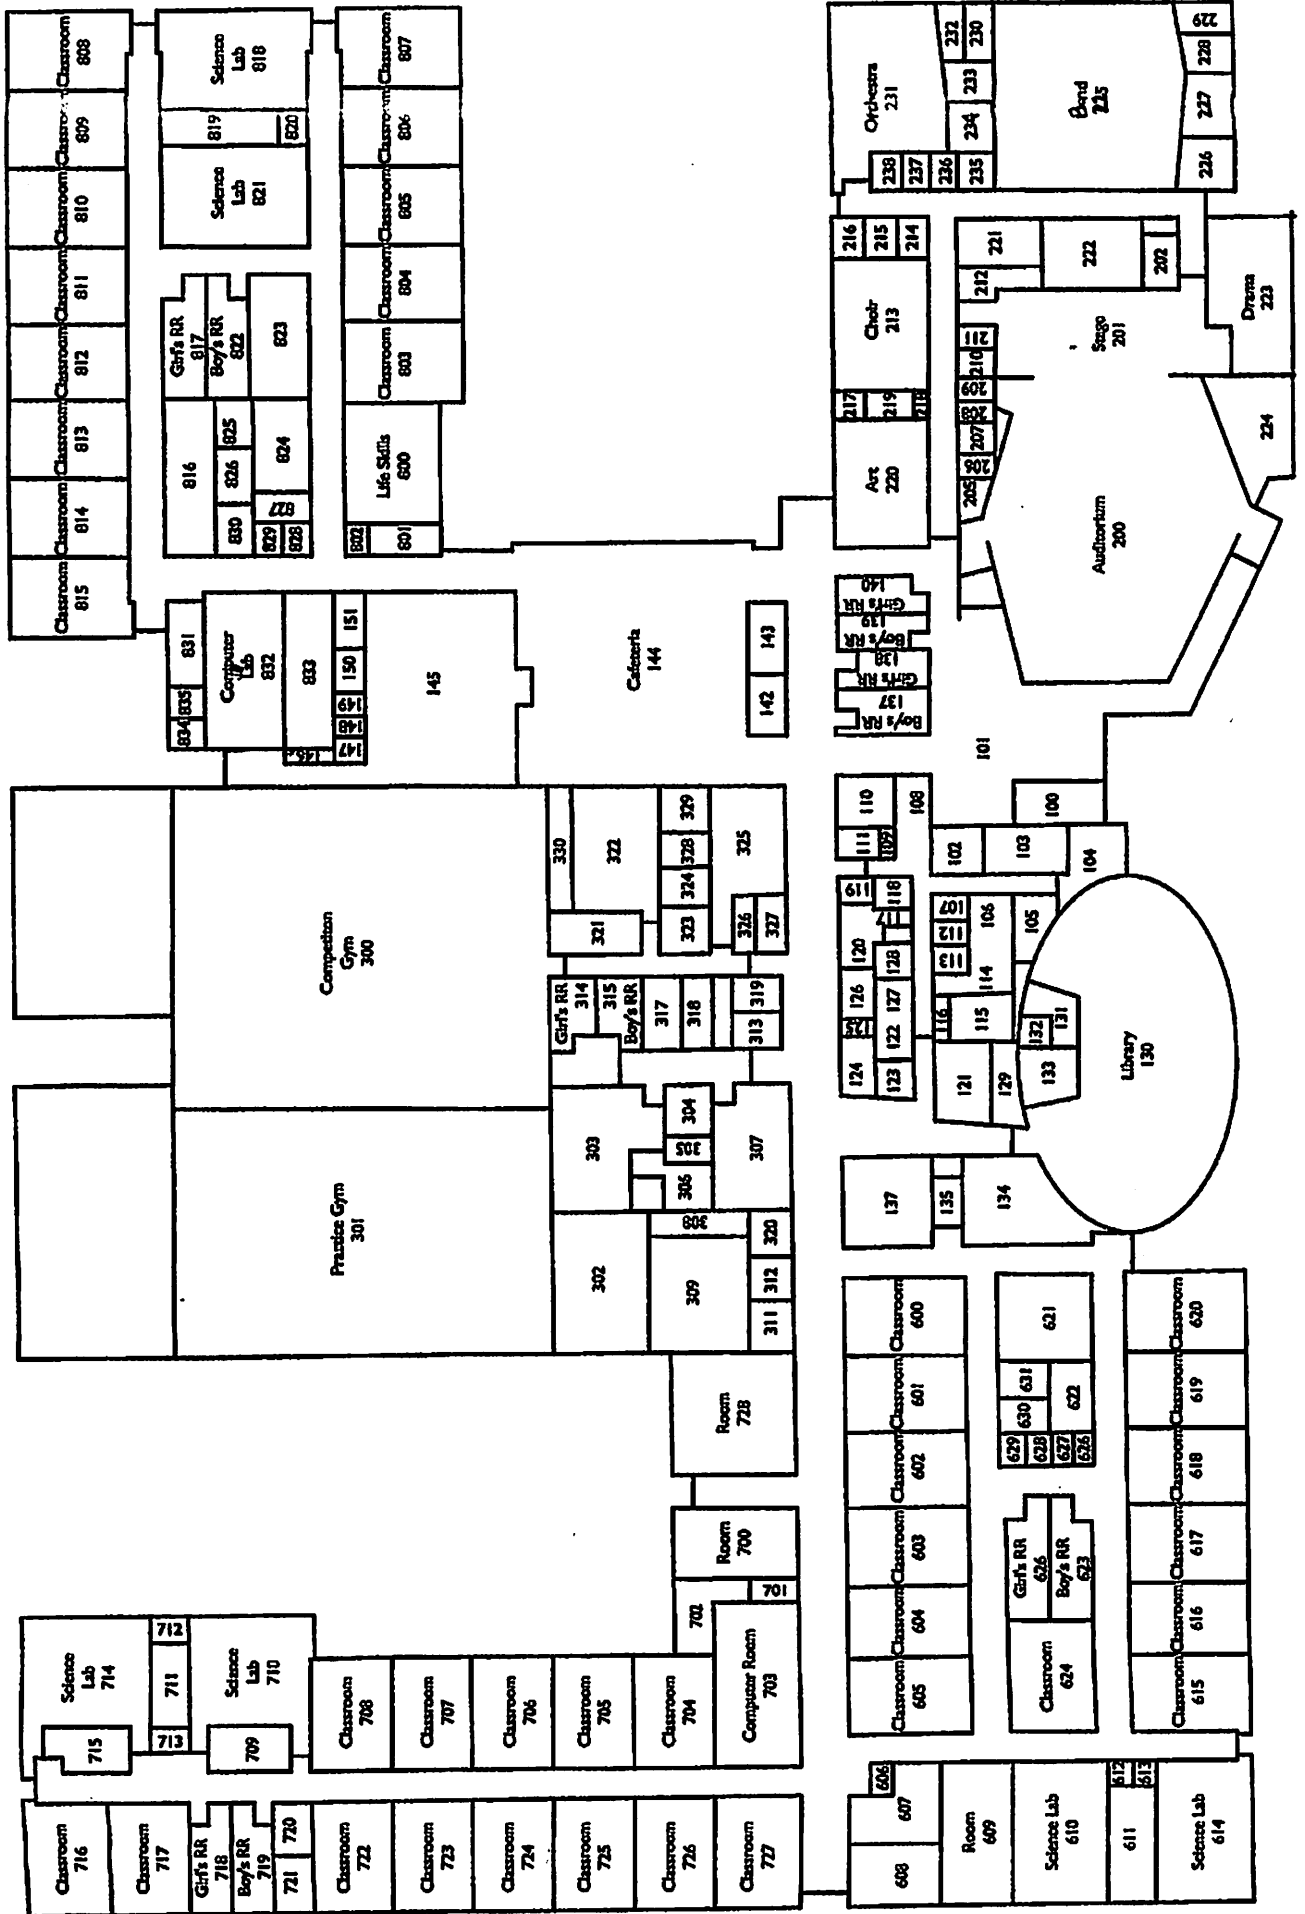 Classroom
808
Classroom
809
Classroom
810
Classroom
811
Classroom
812
Classroom
813
Classroom
814
Classroom
815
Science
Lab
818
819
820
Science
Lab
821
Girl's RR
817
Boy's RR
822
823
816
825
826
830
824
827
829
828
Classroom
807
Classroom
806
Classroom
805
Classroom
804
Classroom
803
Life Skills
800
802
801
831
835
834
Computer
Lab
832
833
151
150
149
148
147
145
Cafeteria
144
143
142
Orchestra
231
232
230
233
234
238
237
236
235
Band
225
229
228
227
226
216
215
214
Choir
213
217
219
218
Art
220
221
212
222
202
211
210
209
208
207
206
205
Stage
201
Drama
223
224
Auditorium
200
140
Girl's RR
139
Boy's RR
138
Girl's RR
137
Boy's RR
101
110
108
111
109
100
102
103
104
119
118
117
120
128
126
127
125
122
124
123
107
112
113
106
105
114
116
115
121
129
132
131
133
Library
130
137
135
134
Competition
Gym
300
Practice Gym
301
330
322
329
328
324
323
325
321
326
327
Girl's RR
314
315
Boy's RR
317
318
319
313
303
304
305
306
307
302
308
309
320
312
311
Room
728
Room
700
701
702
Computer Room
703
Classroom
704
Classroom
705
Classroom
706
Classroom
707
Classroom
708
Science
Lab
714
712
711
713
Science
Lab
710
715
709
Classroom
716
Classroom
717
Girl's RR
718
Boy's RR
719
720
721
Classroom
722
Classroom
723
Classroom
724
Classroom
725
Classroom
726
Classroom
727
Classroom
600
Classroom
601
Classroom
602
Classroom
603
Classroom
604
Classroom
605
621
631
630
622
629
628
627
626
Girl's RR
626
Boy's RR
623
Classroom
624
Classroom
620
Classroom
619
Classroom
618
Classroom
617
Classroom
616
Classroom
615
606
607
608
Room
609
Science Lab
610
612
613
611
Science Lab
614